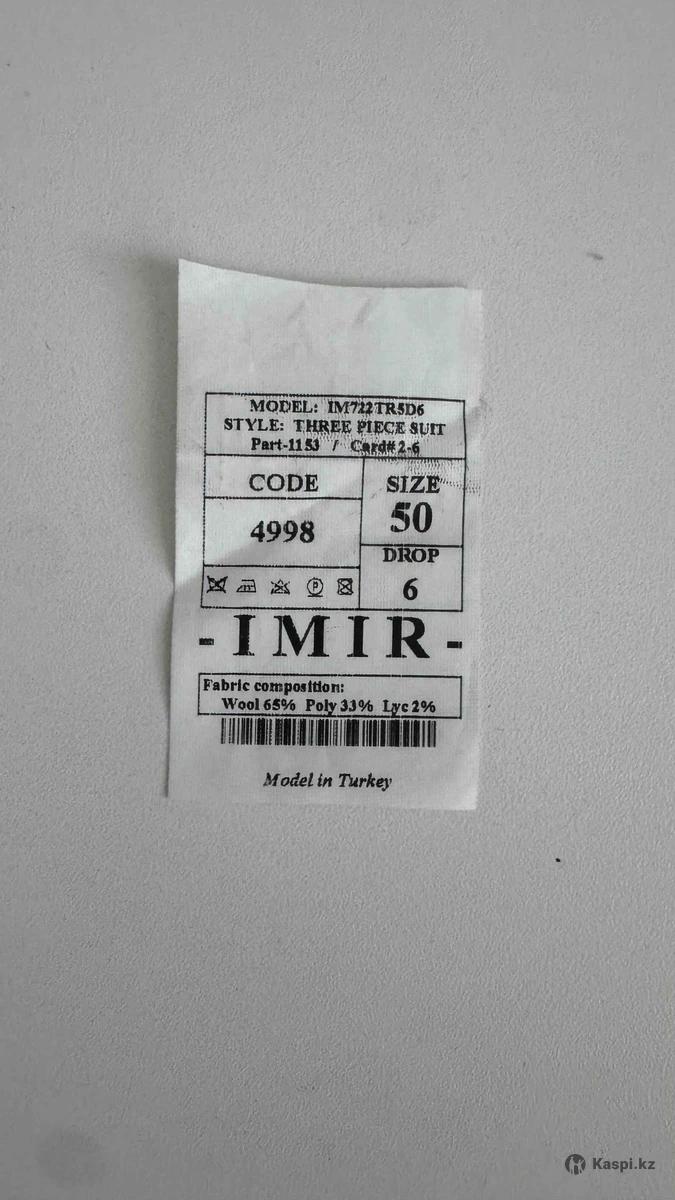 MODEL: IM722TR5D6
STYLE: THREE PIECE SUIT
Part-1153 / Card# 2-6
CODE
4998
SIZE
50
DROP
6
P
- I M I R -
Fabric composition:
Wool 65% Poly 33% Lyc 2%
Model in Turkey
Kaspi.kz